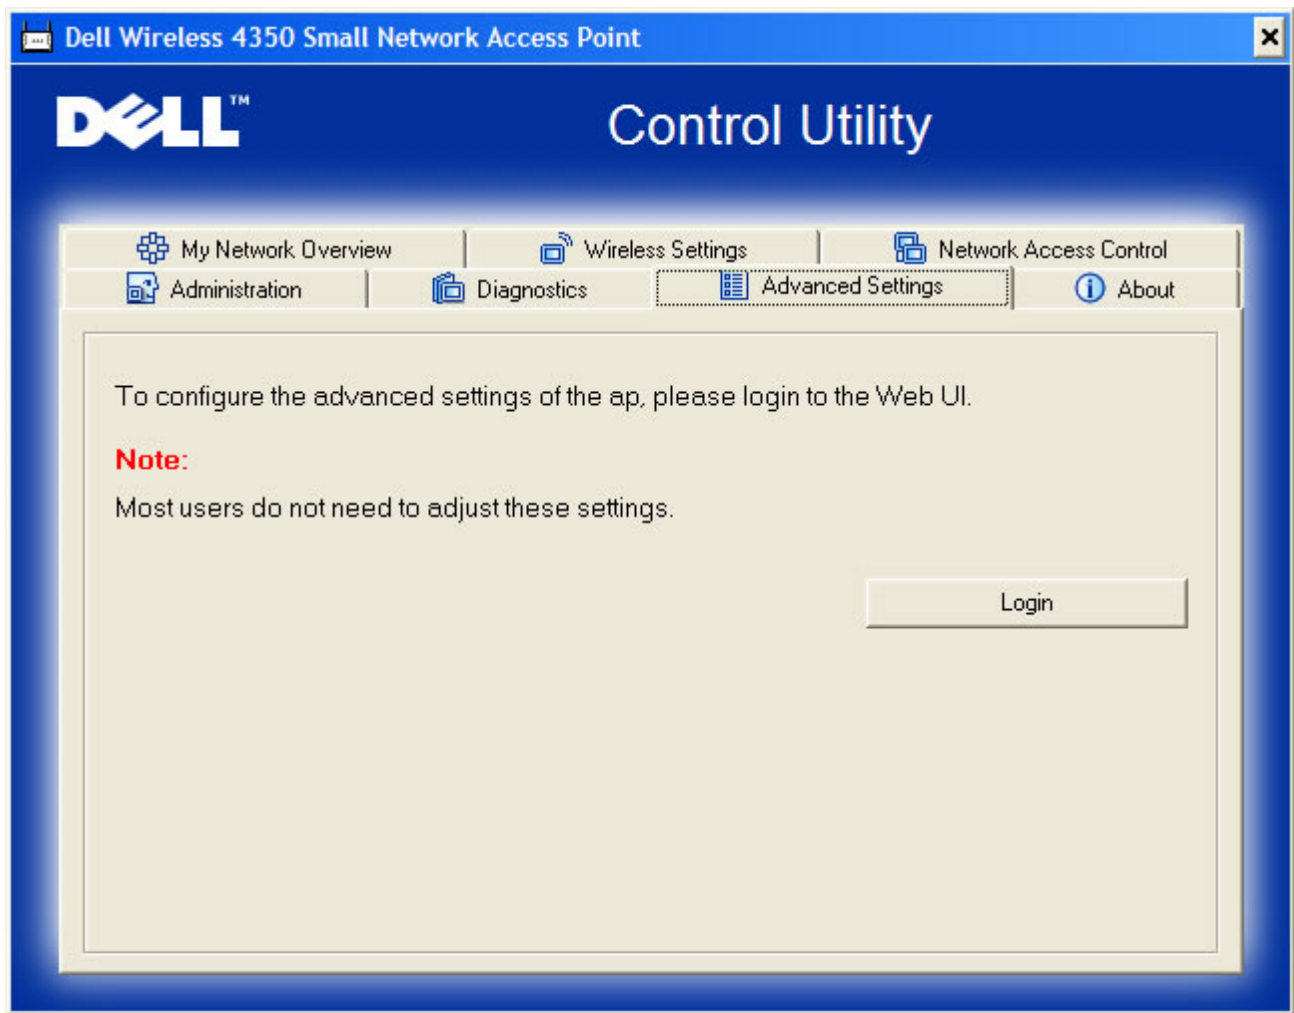 Dell Wireless 4350 Small Network Access Point
DELL™
Control Utility
My Network Overview
Wireless Settings
Network Access Control
Administration
Diagnostics
Advanced Settings
About
To configure the advanced settings of the ap, please login to the Web UI.
Note:
Most users do not need to adjust these settings.
Login